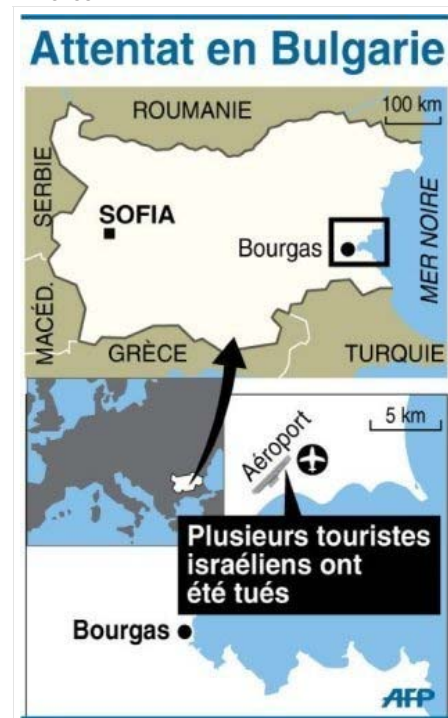 Attentat en Bulgarie
ROUMANIE
100 km
SERBIE
SOFIA
Bourgas
MER NOIRE
MACÉD.
GRÈCE
TURQUIE
5 km
Aéroport
Plusieurs touristes
israéliens ont
été tués
Bourgas
AFP